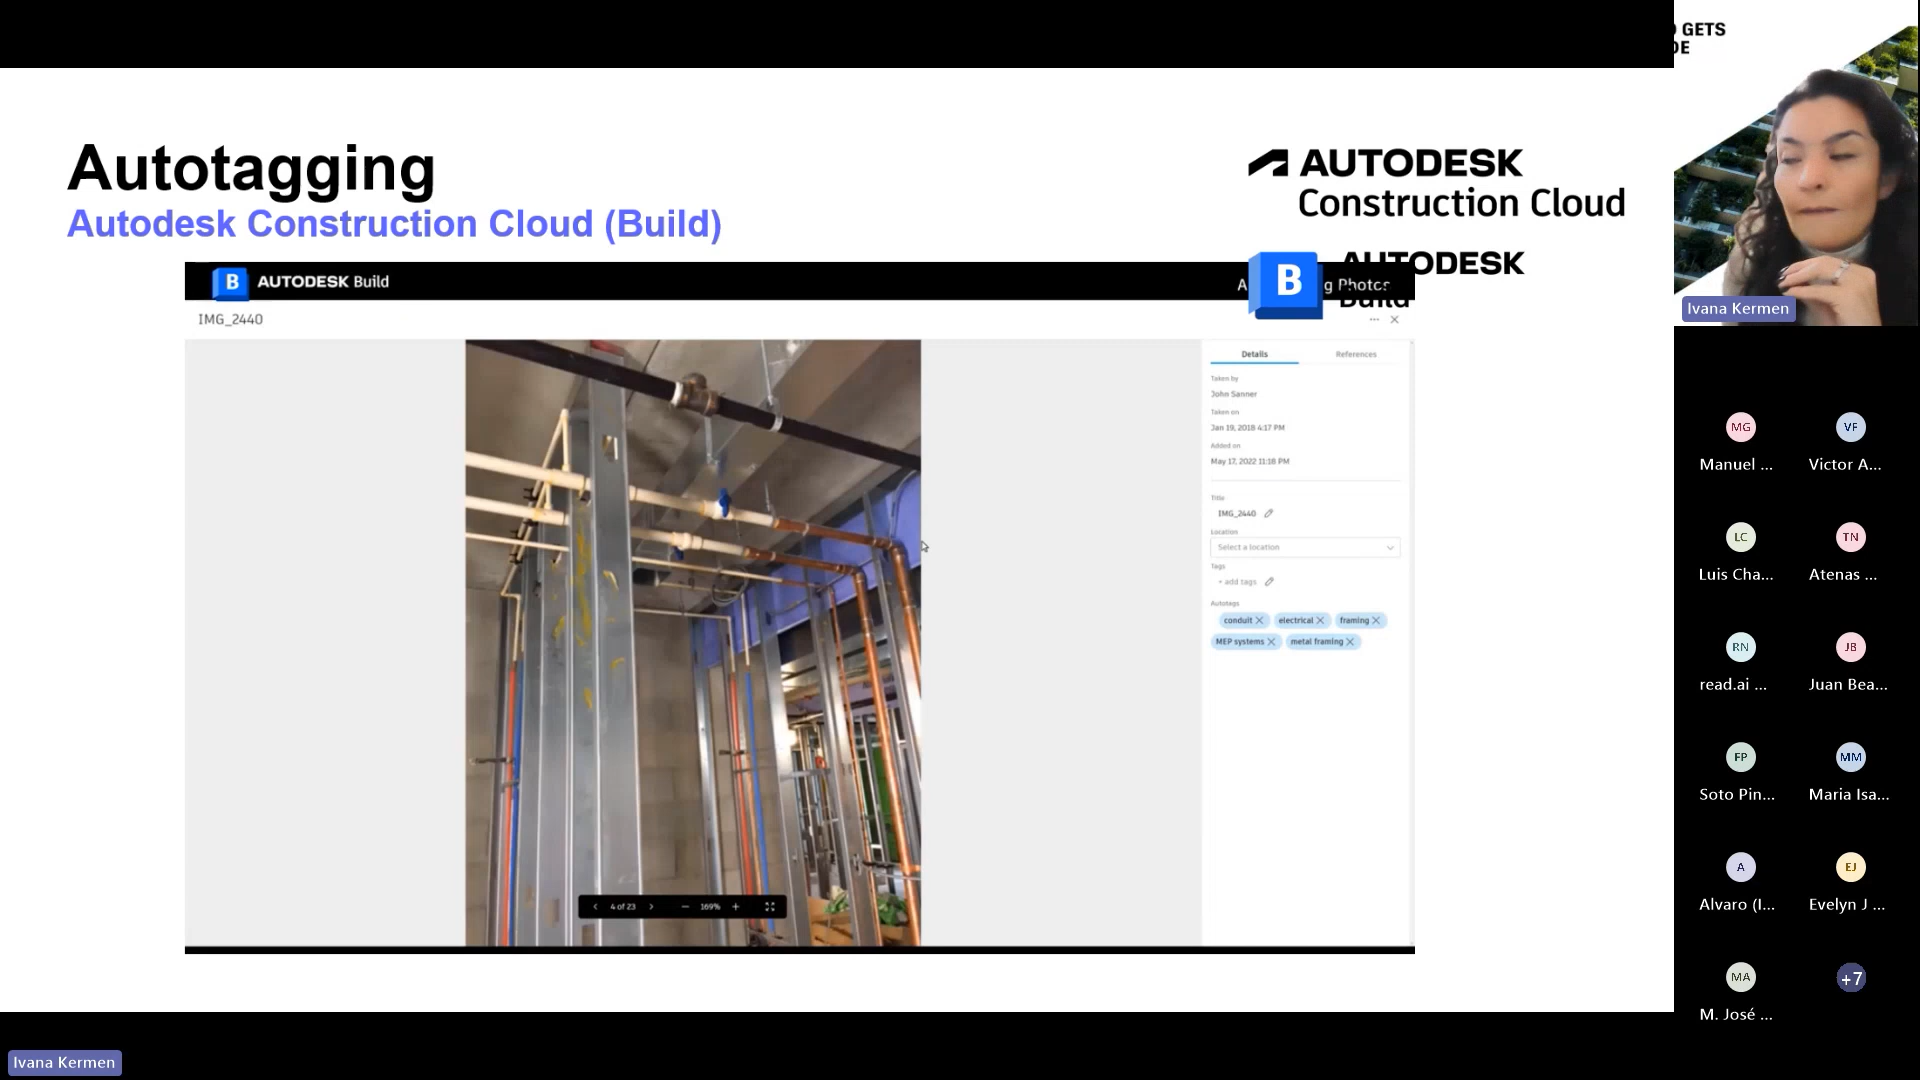 Autotagging
Autodesk Construction Cloud (Build)
AUTODESK
Construction Cloud
B AUTODESK Build
B
AUTODESK
Build
g Photos
IMG_2440
Details
References
Taken by
John Sanner
Taken on
Jan 19, 2018 4:17 PM
Added on
May 17, 2022 11:18 PM
Title
IMG_2440
Location
Select a location
Tags
+ add tags
Autotags
conduit
electrical
framing
MEP systems
metal framing
4 of 23
169%
GETS
DE
Ivana Kermen
MG
Manuel ...
VF
Victor A...
LC
Luis Cha...
TN
Atenas ...
RN
read.ai ...
JB
Juan Bea...
FP
Soto Pin...
MM
Maria Isa...
A
Alvaro (I...
EJ
Evelyn J ...
MA
M. José ...
+7
Ivana Kermen